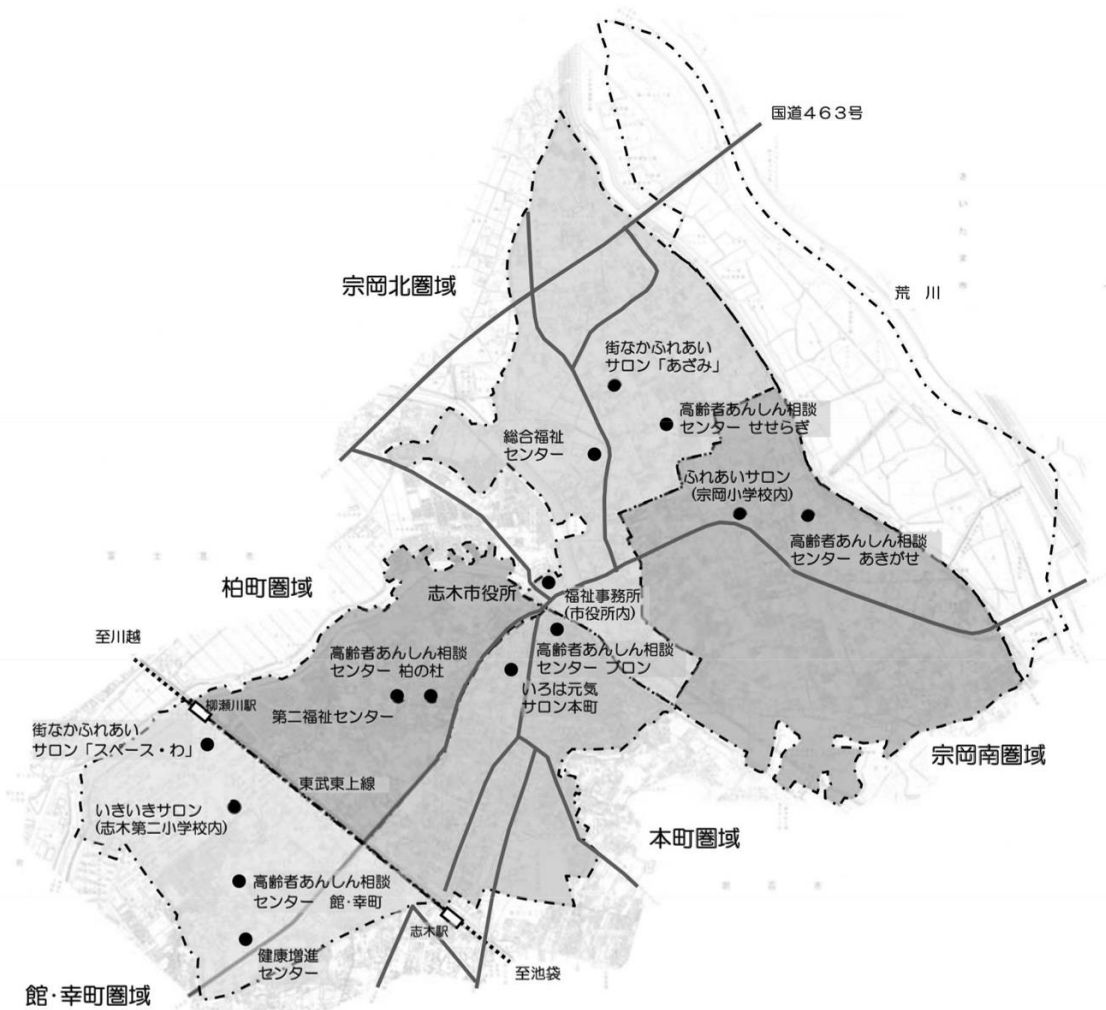 国道463号
宗岡北圏域
荒 川
街なかふれあい
サロン「あざみ」
高齢者あんしん相談
センター せせらぎ
総合福祉
センター
ふれあいサロン
(宗岡小学校内)
高齢者あんしん相談
センター あきがせ
柏町圏域
志木市役所
福祉事務所
(市役所内)
至川越
高齢者あんしん相談
センター 柏の杜
高齢者あんしん相談
センター ブロン
いろは元気
サロン本町
第二福祉センター
柳瀬川駅
街なかふれあい
サロン「スペース・わ」
宗岡南圏域
東武東上線
いきいきサロン
(志木第二小学校内)
本町圏域
高齢者あんしん相談
センター 館・幸町
志木駅
健康増進
センター
至池袋
館・幸町圏域